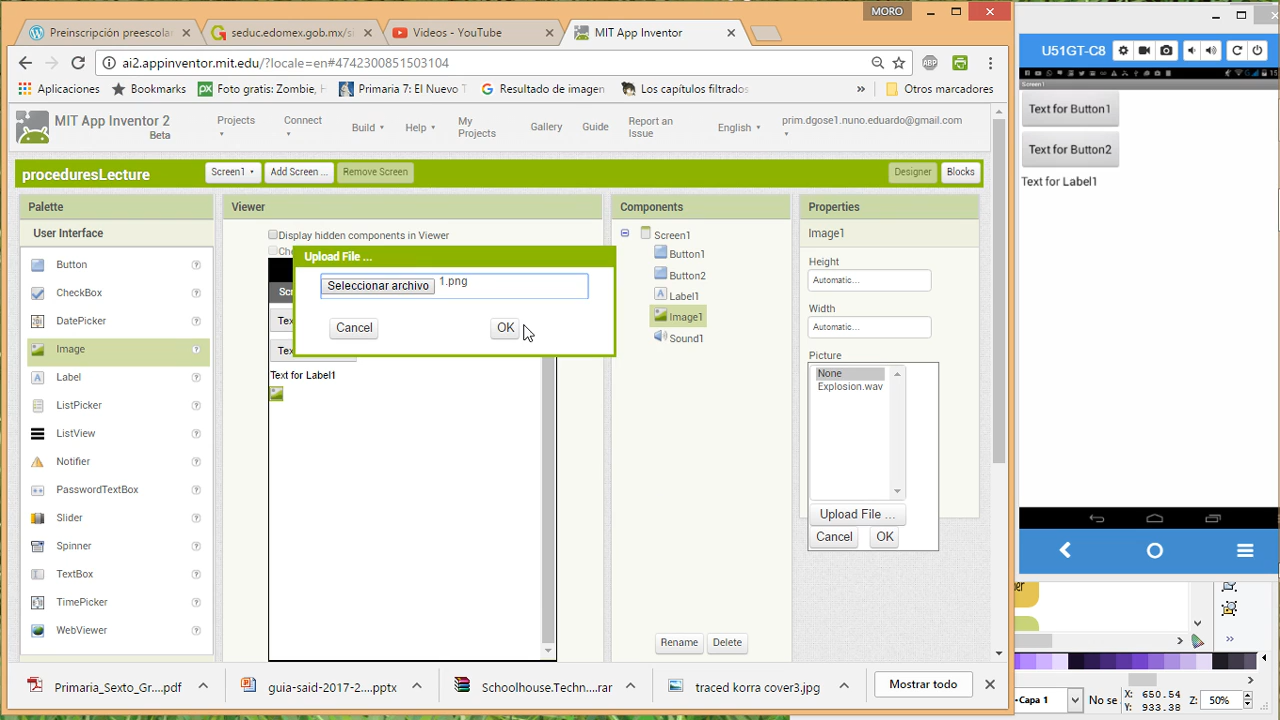 MORO
Preinscripción preescolar
seduc.edomex.gob.mx/si
Videos - YouTube
MIT App Inventor
ai2.appinventor.mit.edu/?locale=en#4742300651503104
ABP
Aplicaciones
Bookmarks
Foto gratis: Zombie, H
Primaria 7: El Nuevo T
Resultado de imagen
Los capítulos filtrados
»
Otros marcadores
MIT App Inventor 2
Beta
Projects
Connect
Build
Help
My Projects
Gallery
Guide
Report an Issue
English
prim.dgose1.nuno.eduardo@gmail.com
proceduresLecture
Screen1
Add Screen ...
Remove Screen
Designer
Blocks
Palette
User Interface
Button
CheckBox
DatePicker
Image
Label
ListPicker
ListView
Notifier
PasswordTextBox
Slider
Spinner
TextBox
TimePicker
WebViewer
Viewer
Display hidden components in Viewer
Upload File ...
Seleccionar archivo
1.png
Cancel
OK
Text for Label1
Components
Screen1
Button1
Button2
Label1
Image1
Sound1
Rename
Delete
Properties
Image1
Height
Automatic...
Width
Automatic...
Picture
None
Explosion.wav
Upload File ...
Cancel
OK
Primaria_Sexto_Gr....pdf
guia-said-2017-2....pptx
Schoolhouse.Techn....rar
traced korra cover3.jpg
Mostrar todo
U51GT-C8
Screen1
Text for Button1
Text for Button2
Text for Label1
Capa 1
No se
X: 650.54
Y: 933.38
Z: 50%